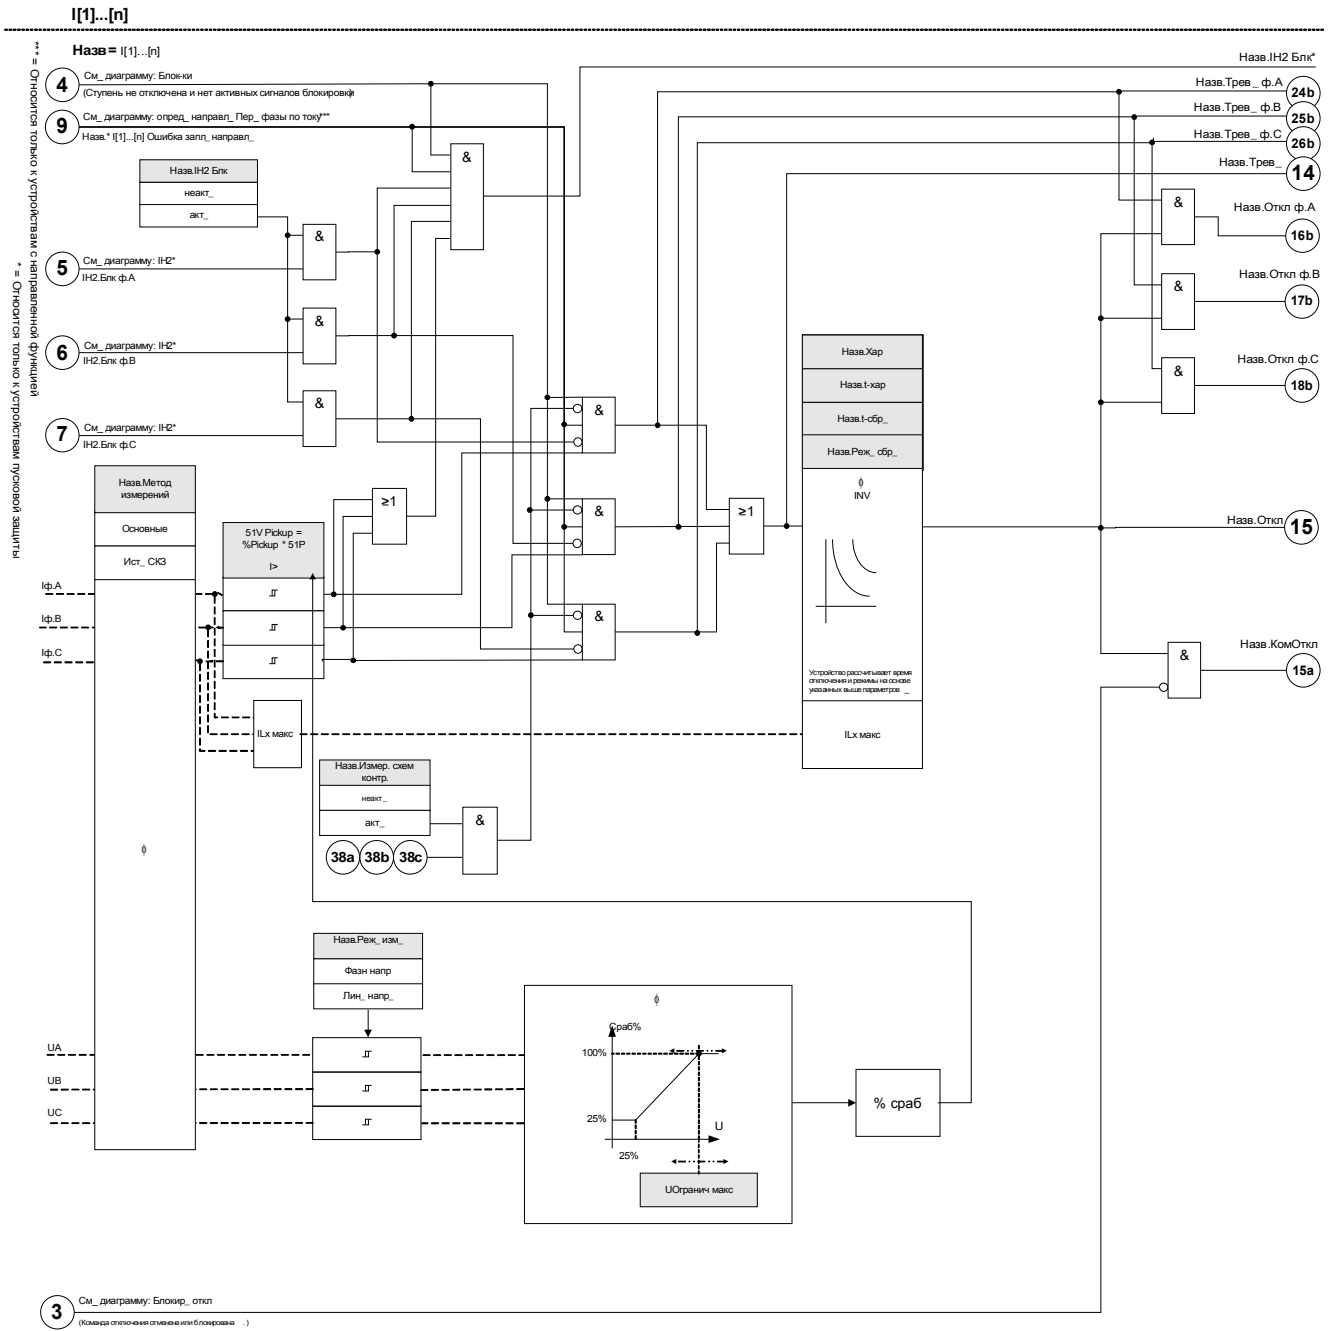 I[1]...[n]
*** = Относится только к устройствам с направленной функцией
* = Относится только к устройствам пусковой защиты
Назв = I[1]...[n]
4
См_ диаграмму: Блок-ки
(Ступень не отключена и нет активных сигналов блокировки)
9
См_ диаграмму: опред_ направл_ Пер_ фазы по току***
Назв.* I[1]...[n] Ошибка запл_ направл_
Назв.IH2 Блк
неакт_
акт_
5
См_ диаграмму: IH2*
IH2.Блк ф.A
6
См_ диаграмму: IH2*
IH2.Блк ф.B
7
См_ диаграмму: IH2*
IH2.Блк ф.C
&
&
&
&
Назв.IH2 Блк*
Назв.Трев_ ф.A
24b
Назв.Трев_ ф.B
25b
Назв.Трев_ ф.C
26b
Назв.Трев_
14
&
Назв.Откл ф.A
16b
&
Назв.Откл ф.B
17b
&
Назв.Откл ф.C
18b
Назв.Метод
измерений
Основные
Ист_ СКЗ
ϕ
51V Pickup =
%Pickup * 51P
I>
≥1
&
&
&
≥1
Назв.Хар
Назв.t-хар
Назв.t-сбр_
Назв.Реж_ сбр_
ϕ
INV
Устройство рассчитывает время
отключения и режимы на основе
указанных выше параметров _
ILx макс
Назв.Откл
15
&
Назв.КомОткл
15a
Iф.A
Iф.B
Iф.C
ILx макс
Назв.Измер. схем
контр.
неакт_
акт_
&
38a
38b
38c
Назв.Реж_ изм_
Фазн напр
Лин_ напр_
UA
UB
UC
ϕ
Сраб%
100%
25%
U
25%
UОгранич макс
% сраб
3
См_ диаграмму: Блокир_ откл
(Команда отключения отменена или блокирована .)